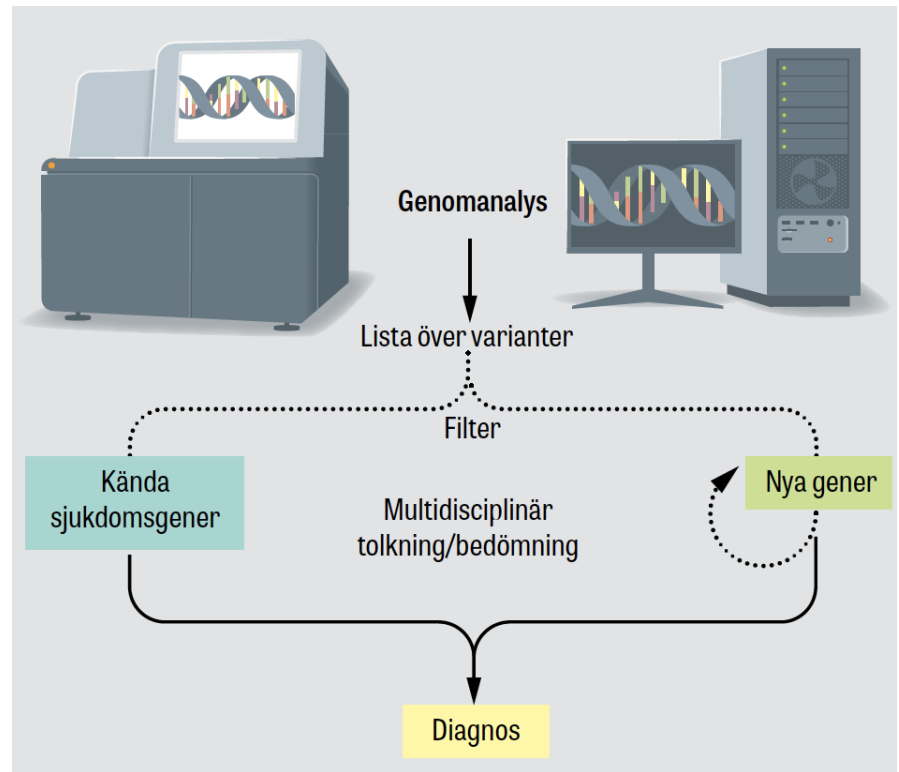 Genomanalys
Lista över varianter
Filter
Kända
sjukdomsgener
Multidisciplinär
tolkning/bedömning
Nya gener
Diagnos